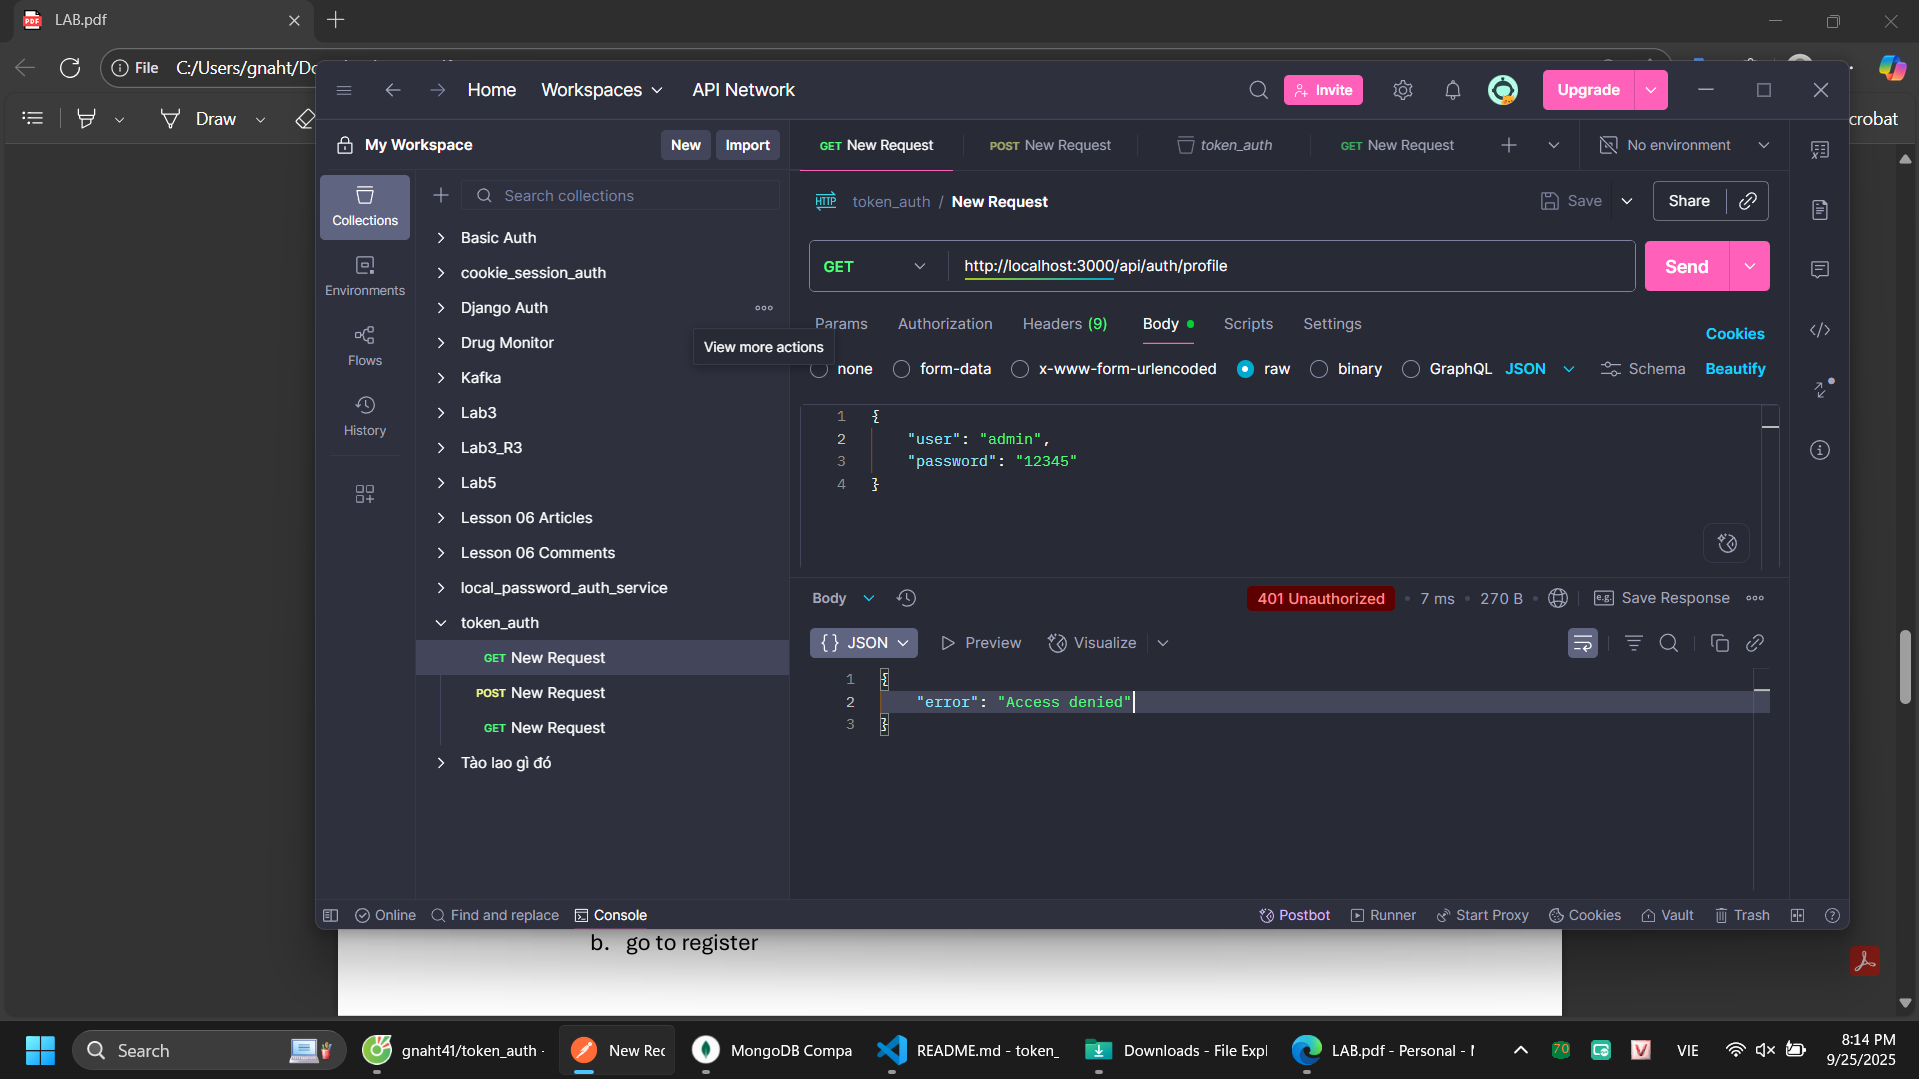 LAB.pdf
File C:/Users/gnaht/Do
Draw
crobat
Home Workspaces API Network
Invite
Upgrade
My Workspace
New
Import
GET New Request
POST New Request
token_auth
GET New Request
No environment
Collections
Search collections
token_auth / New Request
Save
Share
Basic Auth
cookie_session_auth
Django Auth
Drug Monitor
Kafka
Lab3
Lab3_R3
Lab5
Lesson 06 Articles
Lesson 06 Comments
local_password_auth_service
token_auth
GET New Request
POST New Request
GET New Request
Tào lao gì đó
Environments
Flows
History
View more actions
GET http://localhost:3000/api/auth/profile
Send
Params Authorization Headers (9) Body Scripts Settings
Cookies
none form-data x-www-form-urlencoded raw binary GraphQL JSON Schema Beautify
1 {
2 "user": "admin",
3 "password": "12345"
4 }
Body
401 Unauthorized 7 ms 270 B e.g. Save Response
{} JSON Preview Visualize
1 {
2 "error": "Access denied"
3 }
Online Find and replace Console
Postbot Runner Start Proxy Cookies Vault Trash
b. go to register
Search
gnaht41/token_auth -
New Rec
MongoDB Compa
README.md - token_
Downloads - File Expl
LAB.pdf - Personal -
70
VIE
8:14 PM
9/25/2025